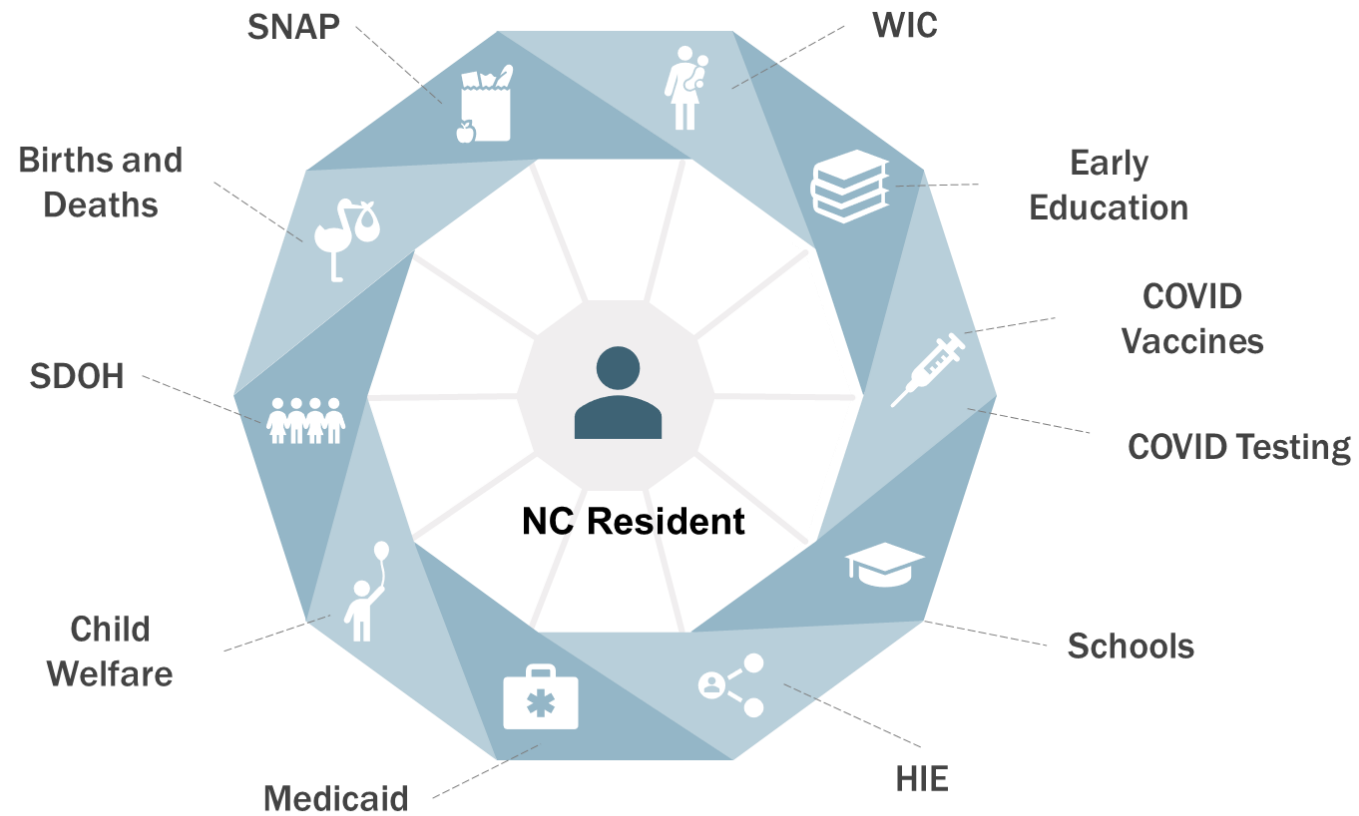 SNAP
WIC
Births and
Deaths
Early
Education
COVID
Vaccines
SDOH
COVID Testing
NC Resident
Child
Welfare
Schools
Medicaid
HIE